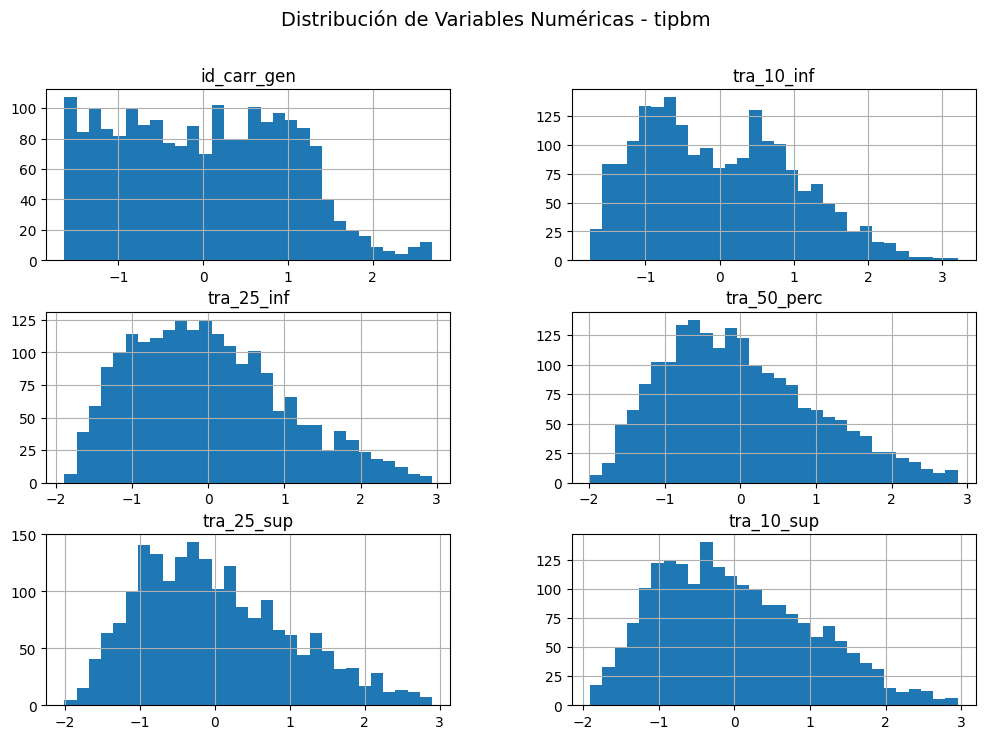 Distribución de Variables Numéricas - tipbm
id_carr_gen
100
80
60
40
20
0
−1 0 1 2
tra_10_inf
125
100
75
50
25
0
−1 0 1 2 3
tra_25_inf
125
100
75
50
25
0
−2 −1 0 1 2 3
tra_50_perc
125
100
75
50
25
0
−2 −1 0 1 2 3
tra_25_sup
150
100
50
0
−2 −1 0 1 2 3
tra_10_sup
125
100
75
50
25
0
−2 −1 0 1 2 3